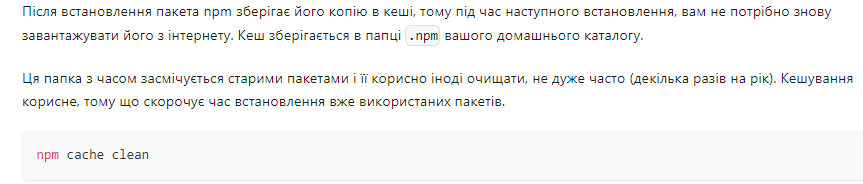 Після встановлення пакета npm зберігає його копію в кеші, тому під час наступного встановлення, вам не потрібно знову
завантажувати його з інтернету. Кеш зберігається в папці .npm вашого домашнього каталогу.
Ця папка з часом засмічується старими пакетами і її корисно іноді очищати, не дуже часто (декілька разів на рік). Кешування
корисне, тому що скорочує час встановлення вже використаних пакетів.
npm cache clean